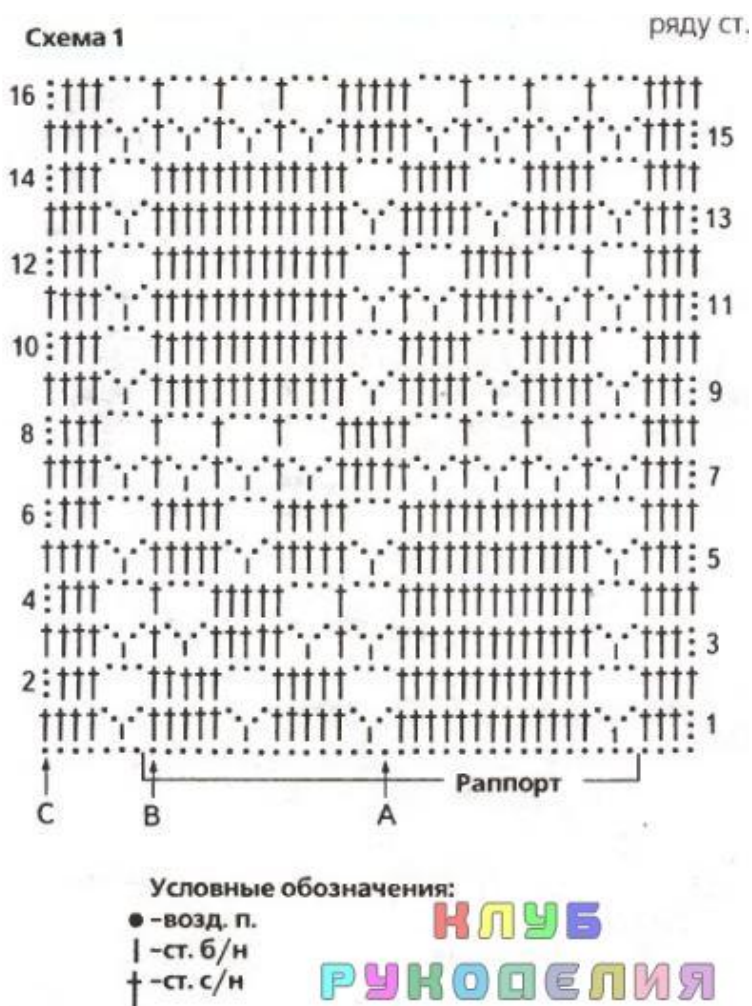 Схема 1
ряду ст.
16
15
14
13
12
11
10
9
8
7
6
5
4
3
2
1
Раппорт
C B A
Условные обозначения:
● -возд. п.
| -ст. б/н
† -ст. с/н
КЛУБ
РУКОДЕЛИЯ